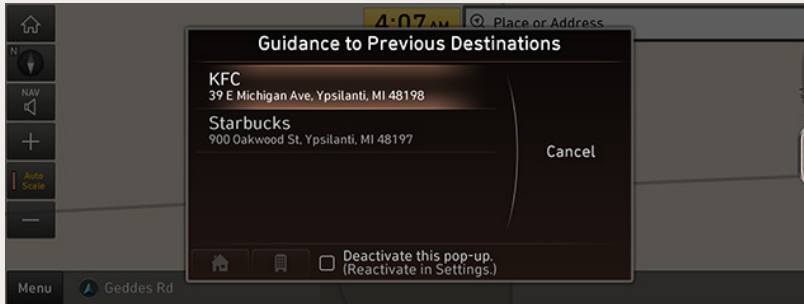 4:07 AM
Place or Address
Guidance to Previous Destinations
N
KFC
39 E Michigan Ave, Ypsilanti, MI 48198
NAV
Starbucks
900 Oakwood St, Ypsilanti, MI 48197
Cancel
Auto
Scale
Deactivate this pop-up.
(Reactivate in Settings.)
Menu
Geddes Rd